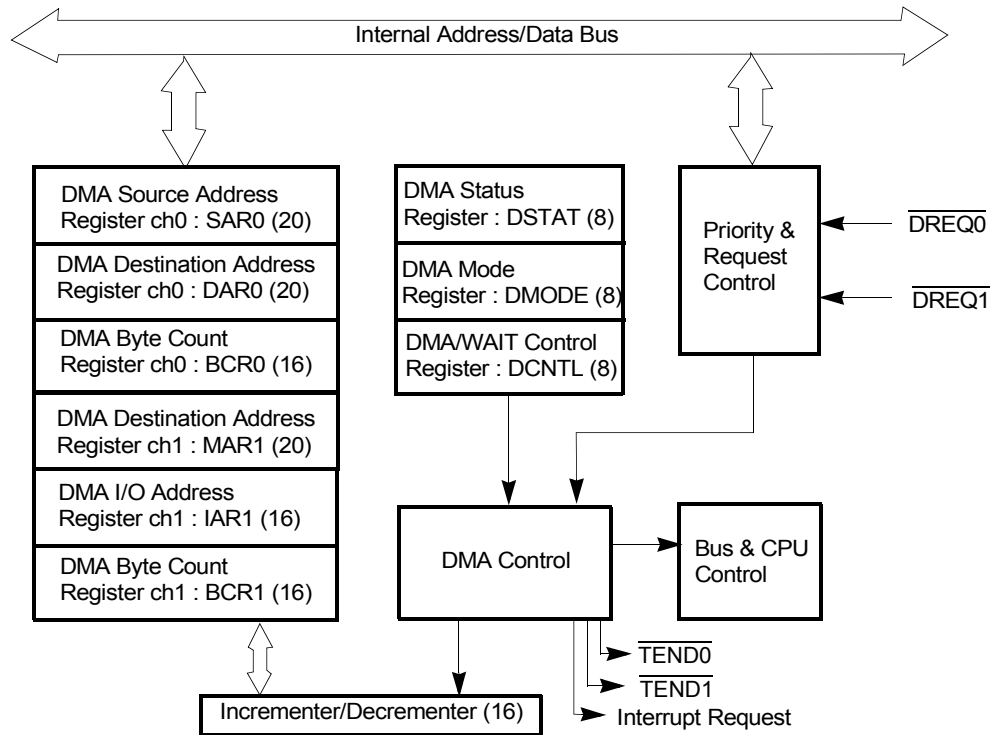 Internal Address/Data Bus
DMA Source Address
Register ch0 : SAR0 (20)
DMA Destination Address
Register ch0 : DAR0 (20)
DMA Byte Count
Register ch0 : BCR0 (16)
DMA Destination Address
Register ch1 : MAR1 (20)
DMA I/O Address
Register ch1 : IAR1 (16)
DMA Byte Count
Register ch1 : BCR1 (16)
DMA Status
Register : DSTAT (8)
DMA Mode
Register : DMODE (8)
DMA/WAIT Control
Register : DCNTL (8)
Priority &
Request
Control
DREQ0
DREQ1
DMA Control
Bus & CPU
Control
TEND0
TEND1
Interrupt Request
Incrementer/Decrementer (16)